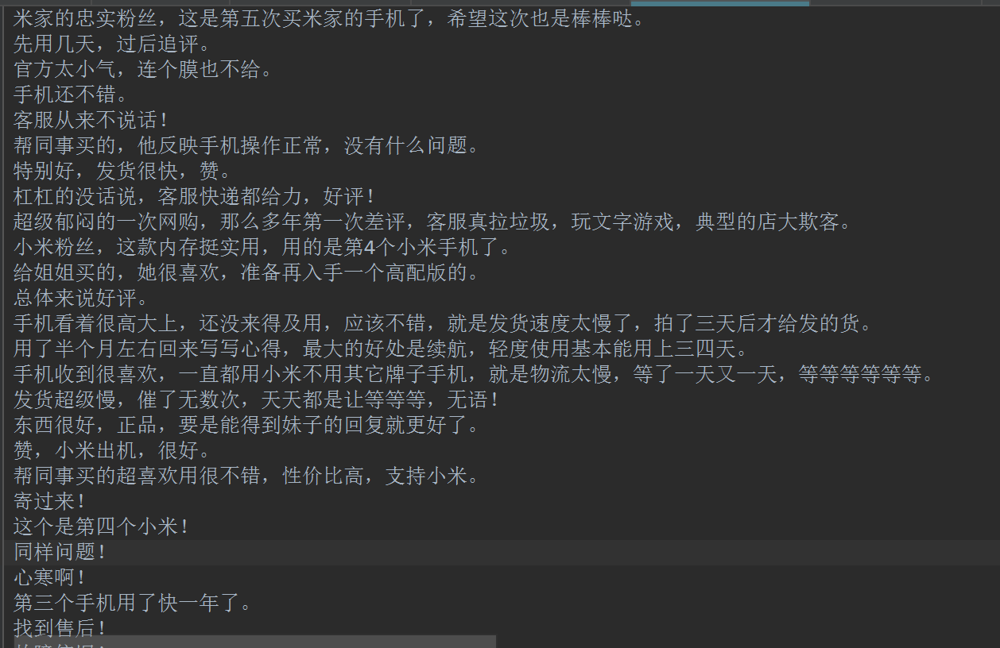 米家的忠实粉丝，这是第五次买米家的手机了，希望这次也是棒棒哒。
先用几天，过后追评。
官方太小气，连个膜也不给。
手机还不错。
客服从来不说话！
帮同事买的，他反映手机操作正常，没有什么问题。
特别好，发货很快，赞。
杠杠的没话说，客服快递都给力，好评！
超级郁闷的一次网购，那么多年第一次差评，客服真拉垃圾，玩文字游戏，典型的店大欺客。
小米粉丝，这款内存挺实用，用的是第4个小米手机了。
给姐姐买的，她很喜欢，准备再入手一个高配版的。
总体来说好评。
手机看着很高大上，还没来得及用，应该不错，就是发货速度太慢了，拍了三天后才给发的货。
用了半个月左右回来写写心得，最大的好处是续航，轻度使用基本能用上三四天。
手机收到很喜欢，一直都用小米不用其它牌子手机，就是物流太慢，等了一天又一天，等等等等等等。
发货超级慢，催了无数次，天天都是让等等等，无语！
东西很好，正品，要是能得到妹子的回复就更好了。
赞，小米出机，很好。
帮同事买的超喜欢用很不错，性价比高，支持小米。
寄过来！
这个是第四个小米！
同样问题！
心寒啊！
第三个手机用了快一年了。
找到售后！